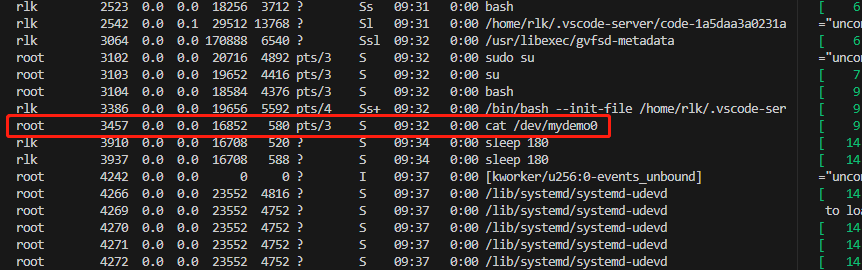 rlk 2523 0.0 0.0 18256 3712 ? Ss 09:31 0:00 bash [ 6
rlk 2542 0.0 0.1 29512 13768 ? Sl 09:31 0:00 /home/rlk/.vscode-server/code-1a5daa3a0231a ="unco
rlk 3064 0.0 0.0 170888 6540 ? Ssl 09:32 0:00 /usr/libexec/gvfsd-metadata [ 6
root 3102 0.0 0.0 20716 4892 pts/3 S 09:32 0:00 sudo su ="uncon
root 3103 0.0 0.0 19652 4416 pts/3 S 09:32 0:00 su [ 7
root 3104 0.0 0.0 18584 4376 pts/3 S 09:32 0:00 bash [ 9
rlk 3386 0.0 0.0 19656 5592 pts/4 Ss+ 09:32 0:00 /bin/bash --init-file /home/rlk/.vscode-ser [ 9
root 3457 0.0 0.0 16852 580 pts/3 S 09:32 0:00 cat /dev/mydemo0 [ 9
rlk 3910 0.0 0.0 16708 520 ? S 09:34 0:00 sleep 180 [ 14
rlk 3937 0.0 0.0 16708 588 ? S 09:34 0:00 sleep 180 [ 14
root 4242 0.0 0.0 0 0 ? I 09:37 0:00 [kworker/u256:0-events_unbound] ="uncon
root 4266 0.0 0.0 23552 4816 ? S 09:37 0:00 /lib/systemd/systemd-udevd [ 14
root 4269 0.0 0.0 23552 4752 ? S 09:37 0:00 /lib/systemd/systemd-udevd to loa
root 4270 0.0 0.0 23552 4752 ? S 09:37 0:00 /lib/systemd/systemd-udevd [ 14
root 4271 0.0 0.0 23552 4752 ? S 09:37 0:00 /lib/systemd/systemd-udevd [ 14
root 4272 0.0 0.0 23552 4752 ? S 09:37 0:00 /lib/systemd/systemd-udevd [ 14